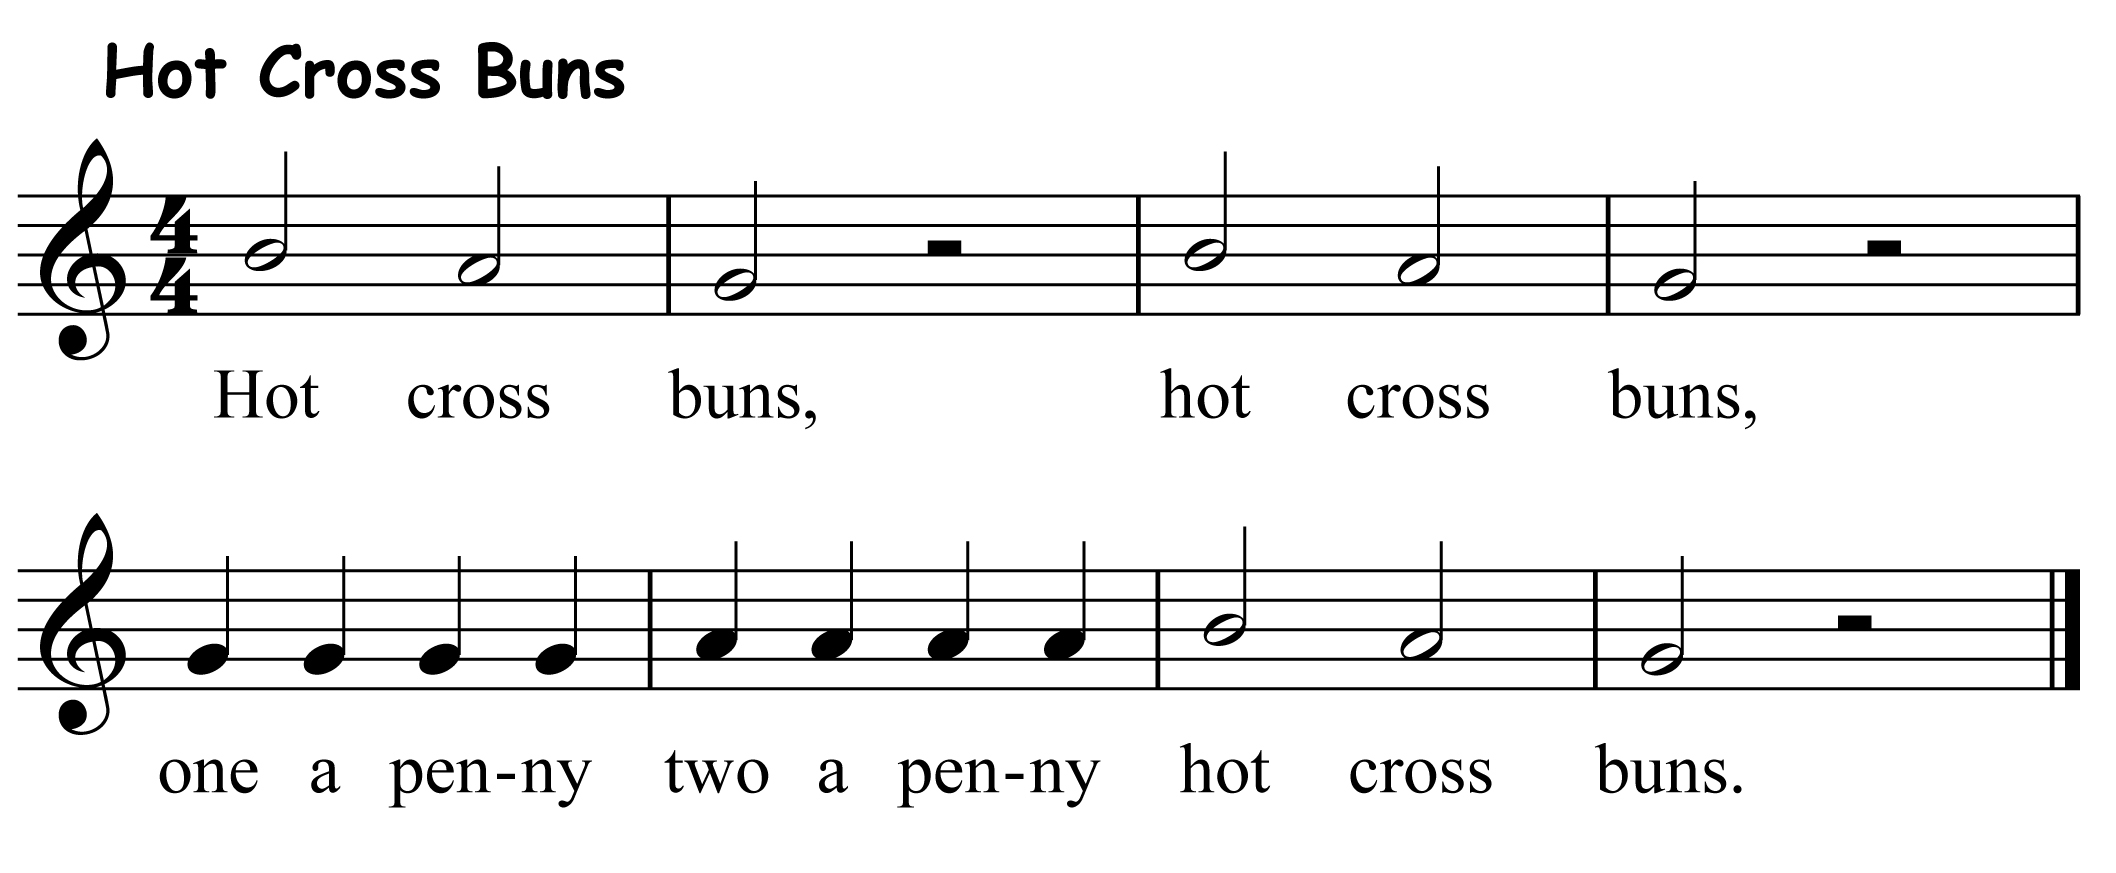 Hot Cross Buns
4
4
Hot cross buns, hot cross buns,
one a pen-ny two a pen-ny hot cross buns.